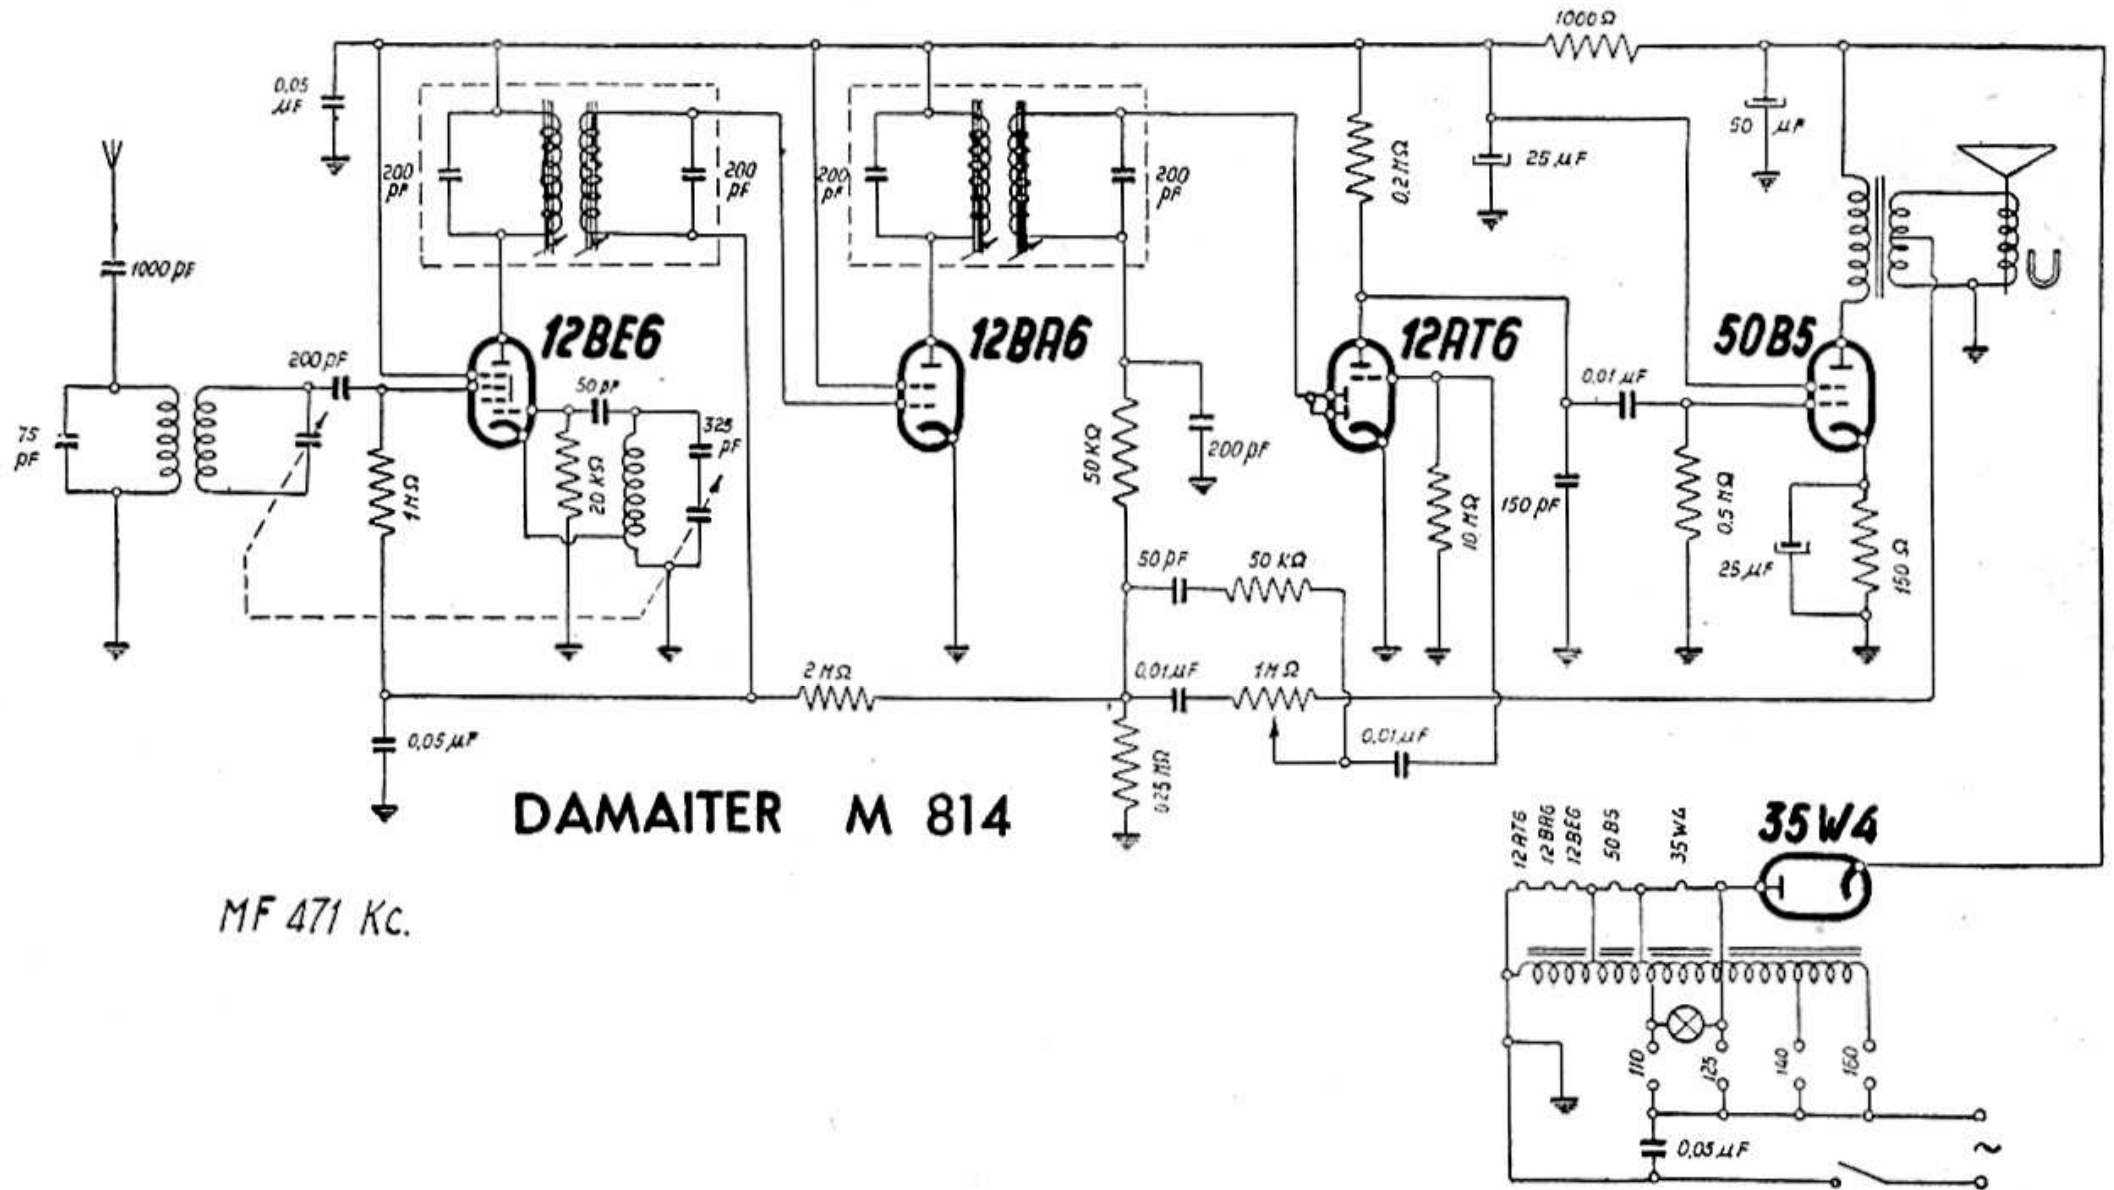 1000 Ω
0,05
µF
50 µF
25 µF
0,2 MΩ
200
pF
200
pF
200
pF
200
pF
1000 pF
12BE6
12BA6
12AT6
50B5
200 pF
50 pF
0,01 µF
75
pF
325
pF
1 MΩ
20 KΩ
50 KΩ
200 pF
10 MΩ
150 pF
0,5 MΩ
25 µF
150 Ω
50 pF
50 KΩ
2 MΩ
0,01 µF
1 MΩ
0,05 µF
0,01 µF
0,25 MΩ
DAMAITER M 814
12AT6
12BA6
12BE6
50B5
35W4
35W4
MF 471 Kc.
110
125
140
160
0,05 µF
~